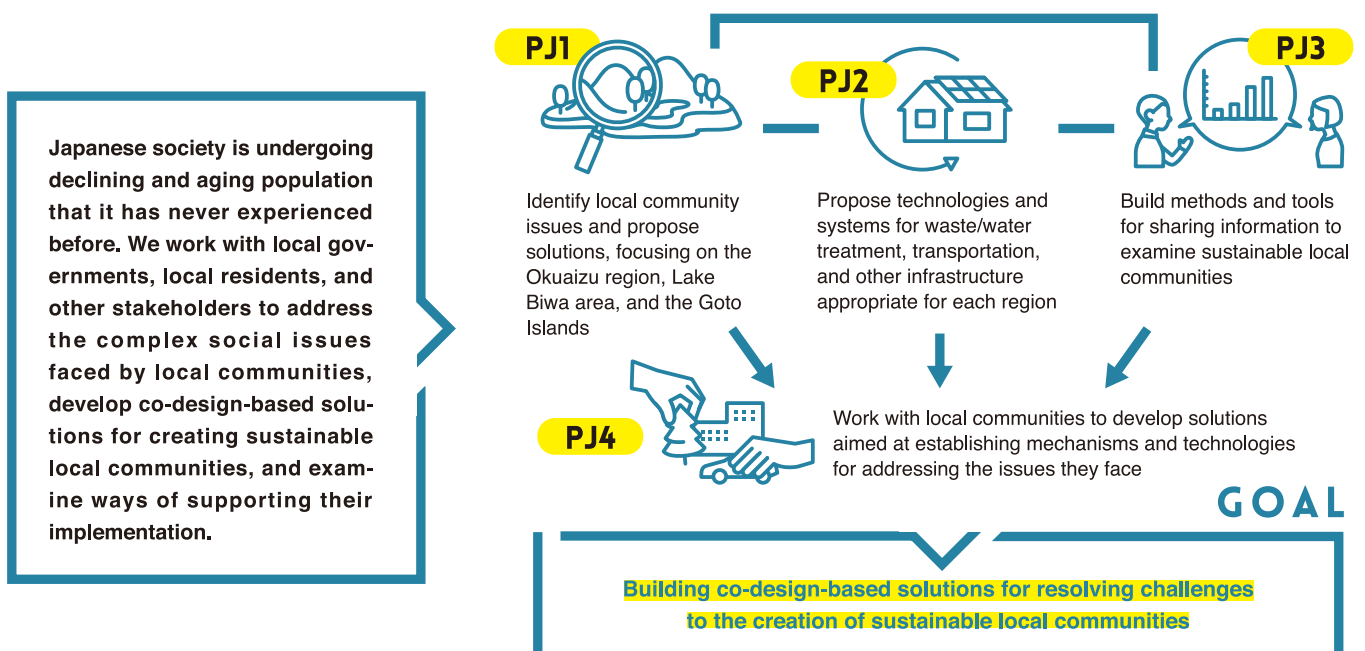 Japanese society is undergoing
declining and aging population
that it has never experienced
before. We work with local gov-
ernments, local residents, and
other stakeholders to address
the complex social issues
faced by local communities,
develop co-design-based solu-
tions for creating sustainable
local communities, and exam-
ine ways of supporting their
implementation.
PJ1
Identify local community
issues and propose
solutions, focusing on the
Okuaizu region, Lake
Biwa area, and the Goto
Islands
PJ2
Propose technologies and
systems for waste/water
treatment, transportation,
and other infrastructure
appropriate for each region
PJ3
Build methods and tools
for sharing information to
examine sustainable local
communities
PJ4
Work with local communities to develop solutions
aimed at establishing mechanisms and technologies
for addressing the issues they face
GOAL
Building co-design-based solutions for resolving challenges
to the creation of sustainable local communities